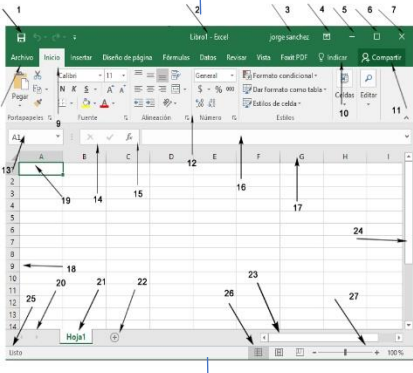 1 2 3 4 5 6 7
Libro1 - Excel jorge sanchez
Archivo Inicio Insertar Diseño de página Fórmulas Datos Revisar Vista Foxit PDF Indicar Compartir
Calibri 11 General Formato condicional
Pegar N K S A A $ % 000 Dar formato como tabla Celdas Editar
Estilos de celda
Portapapeles Fuente Alineación Número Estilos
9 12 10 11
A1 fx
13 14 15 16
A B C D E F G H I
1
2 19 17
3
4
5
6 24
7
8
9 18
10 20 21 22 23
11 25 26 27
12
13
14
Hoja1
Listo 100%